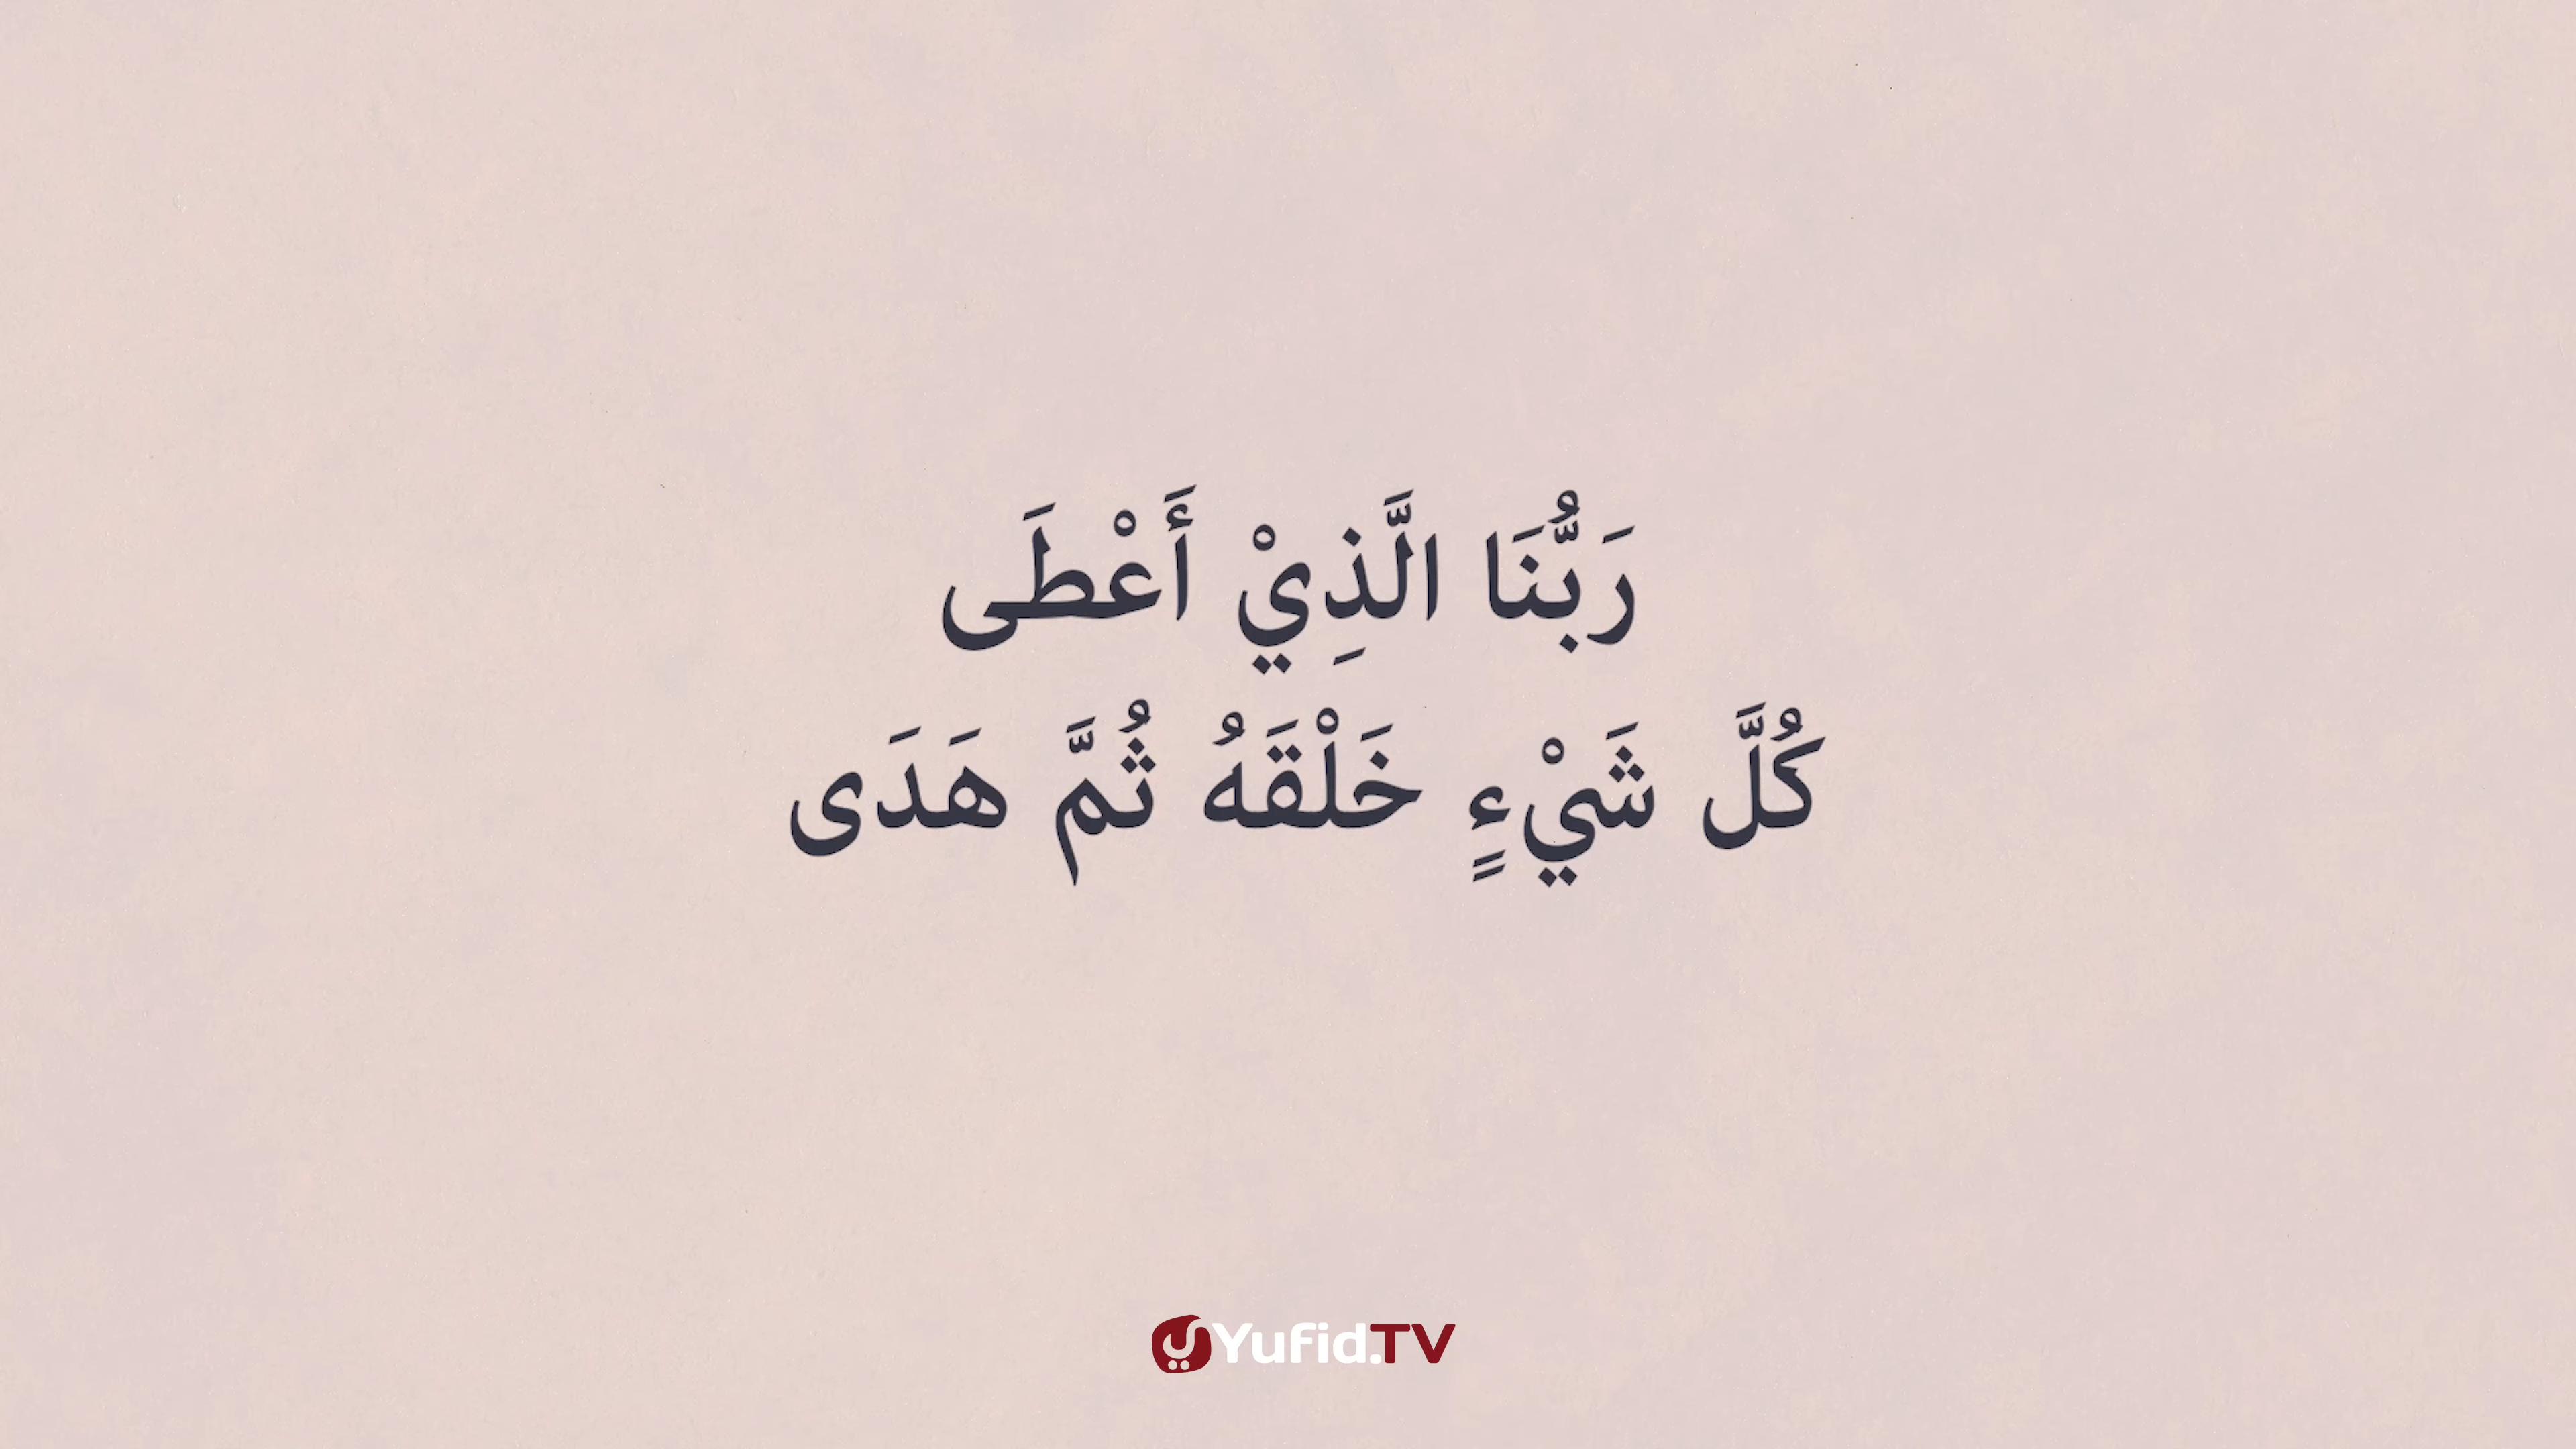 رَبُّنَا الَّذِيْ أَعْطَى
كُلَّ شَيْءٍ خَلْقَهُ ثُمَّ هَدَى
Yufid.TV